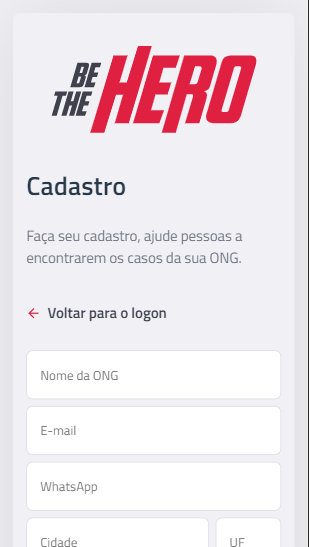 BE
THE HERO
Cadastro
Faça seu cadastro, ajude pessoas a
encontrarem os casos da sua ONG.
Voltar para o logon
Nome da ONG
E-mail
WhatsApp
Cidade UF